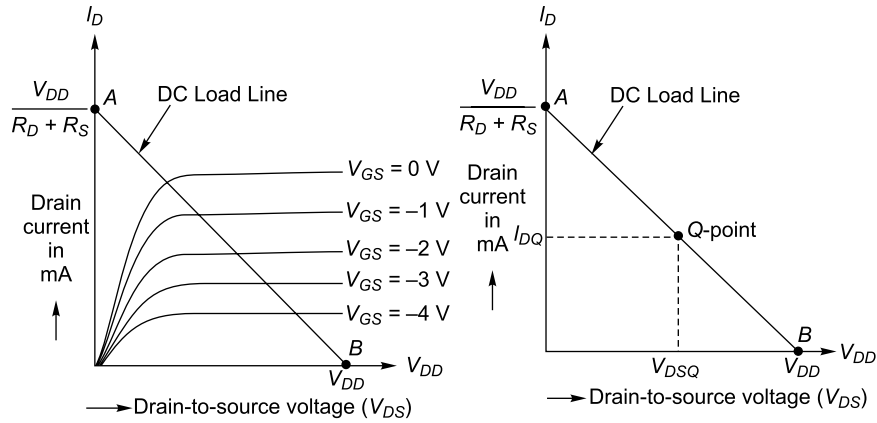 I_D
V_DD
R_D + R_S
A
DC Load Line
V_GS = 0 V
V_GS = –1 V
V_GS = –2 V
V_GS = –3 V
V_GS = –4 V
Drain
current
in
mA
B
V_DD
V_DD
Drain-to-source voltage (V_DS)
I_D
V_DD
R_D + R_S
A
DC Load Line
Drain
current
in
mA
I_DQ
Q-point
B
V_DSQ
V_DD
V_DD
Drain-to-source voltage (V_DS)